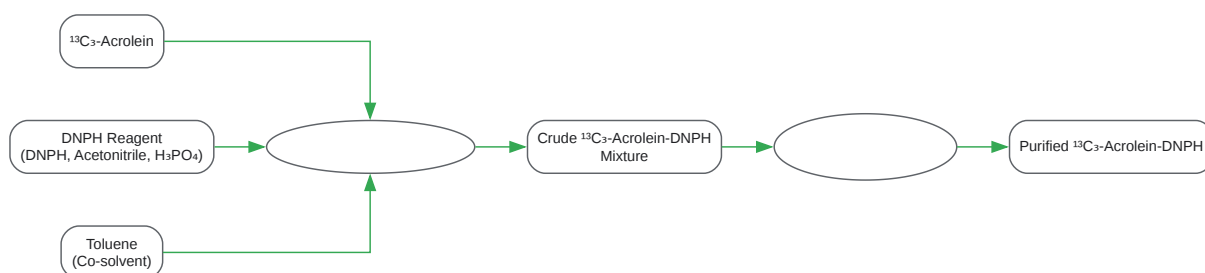 ¹³C₃-Acrolein
DNPH Reagent
(DNPH, Acetonitrile, H₃PO₄)
Toluene
(Co-solvent)
Crude ¹³C₃-Acrolein-DNPH
Mixture
Purified ¹³C₃-Acrolein-DNPH